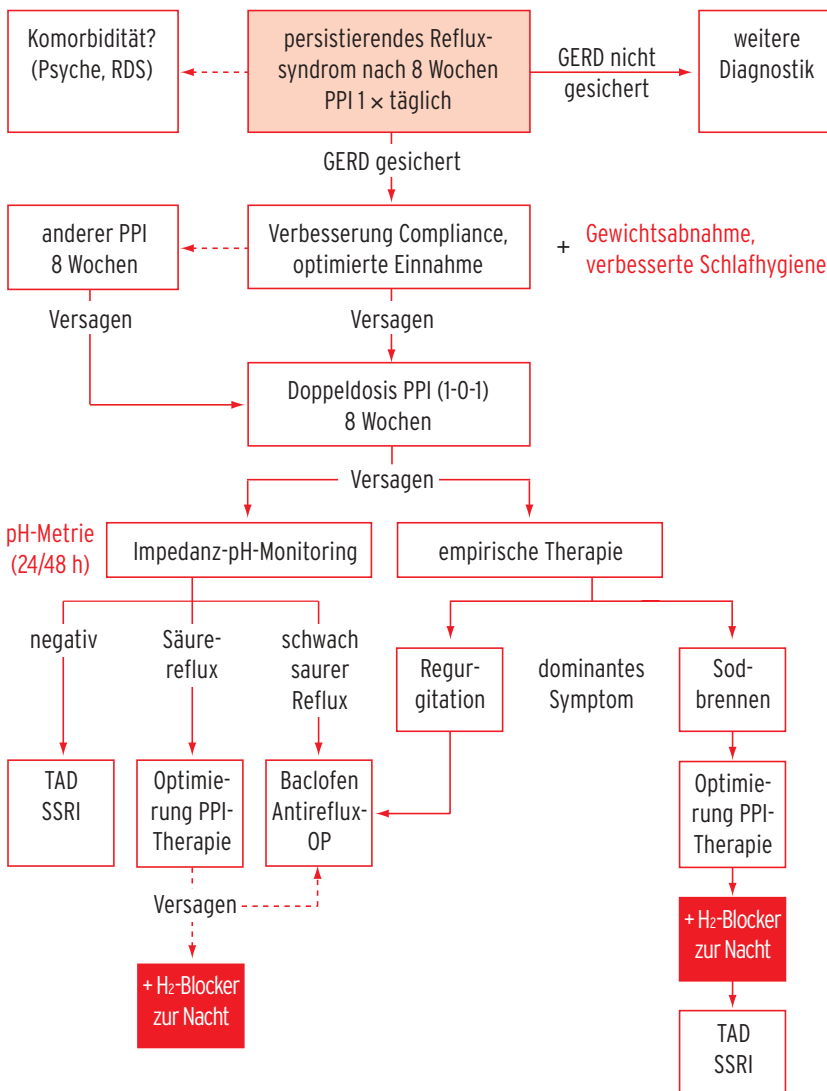 Komorbidität?
(Psyche, RDS)
persistierendes Reflux-
syndrom nach 8 Wochen
PPI 1 × täglich
GERD nicht
gesichert
weitere
Diagnostik
GERD gesichert
anderer PPI
8 Wochen
Verbesserung Compliance,
optimierte Einnahme
+ Gewichtsabnahme,
verbesserte Schlafhygiene
Versagen
Versagen
Doppeldosis PPI (1-0-1)
8 Wochen
Versagen
pH-Metrie
(24/48 h)
Impedanz-pH-Monitoring
empirische Therapie
negativ
Säure-
reflux
schwach
saurer
Reflux
Regur-
gitation
dominantes
Symptom
Sod-
brennen
TAD
SSRI
Optimie-
rung PPI-
Therapie
Baclofen
Antireflux-
OP
Optimie-
rung PPI-
Therapie
Versagen
+ H₂-Blocker
zur Nacht
+ H₂-Blocker
zur Nacht
TAD
SSRI